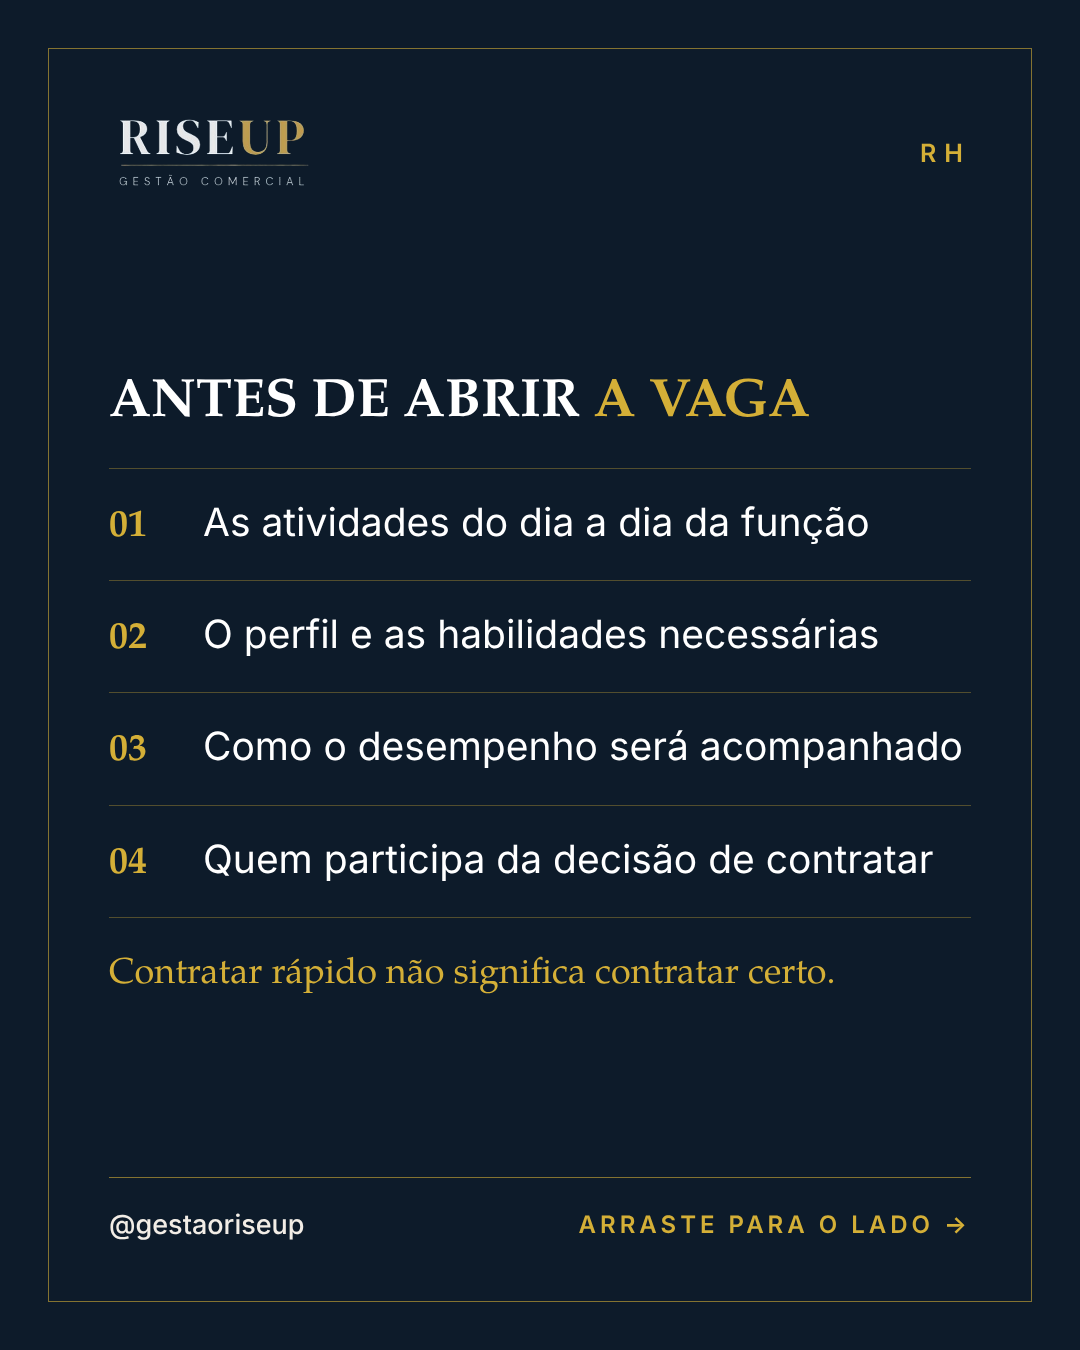 RISEUP
GESTÃO COMERCIAL
RH
ANTES DE ABRIR A VAGA
01 As atividades do dia a dia da função
02 O perfil e as habilidades necessárias
03 Como o desempenho será acompanhado
04 Quem participa da decisão de contratar
Contratar rápido não significa contratar certo.
@gestaoriseup
ARRASTE PARA O LADO →